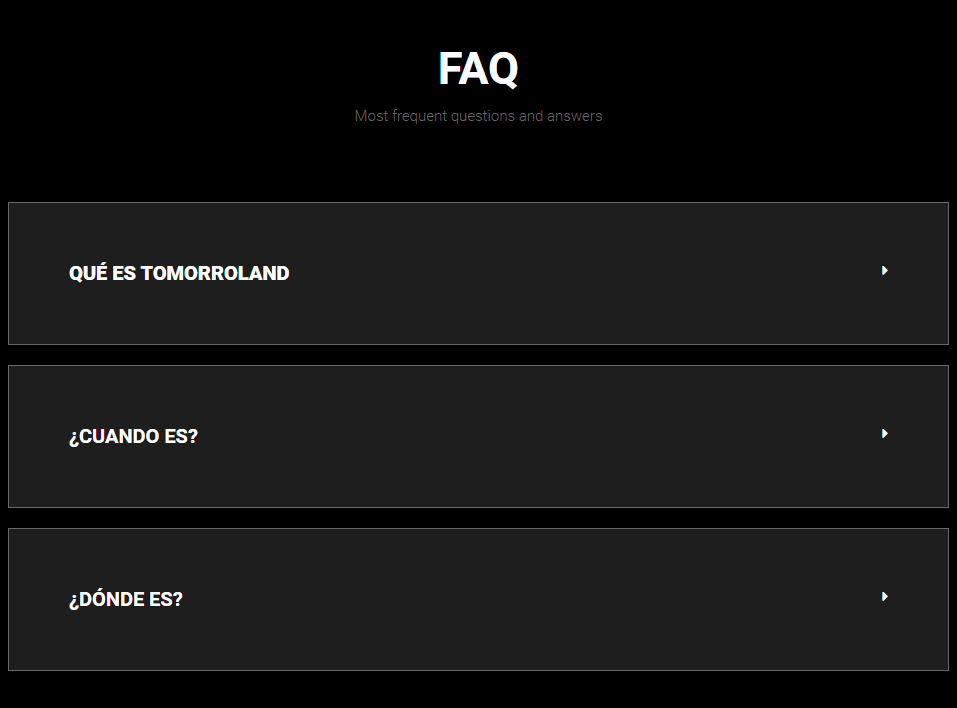 FAQ
Most frequent questions and answers
QUÉ ES TOMORROLAND
¿CUANDO ES?
¿DÓNDE ES?